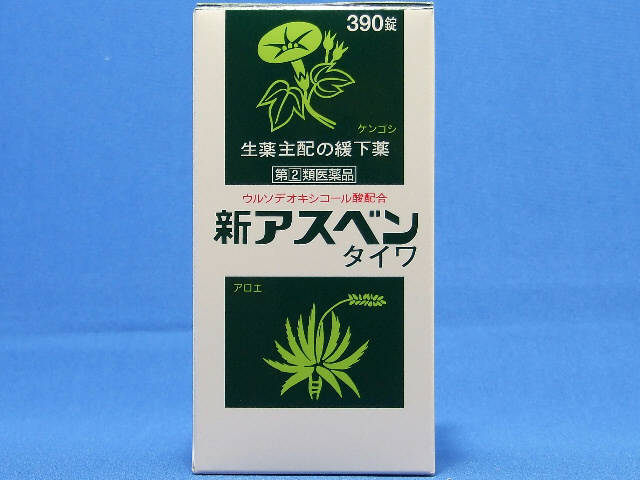 390錠
ケンゴシ
生薬主配の緩下薬
第②類医薬品
ウルソデオキシコール酸配合
新アスベン
タイワ
アロエ